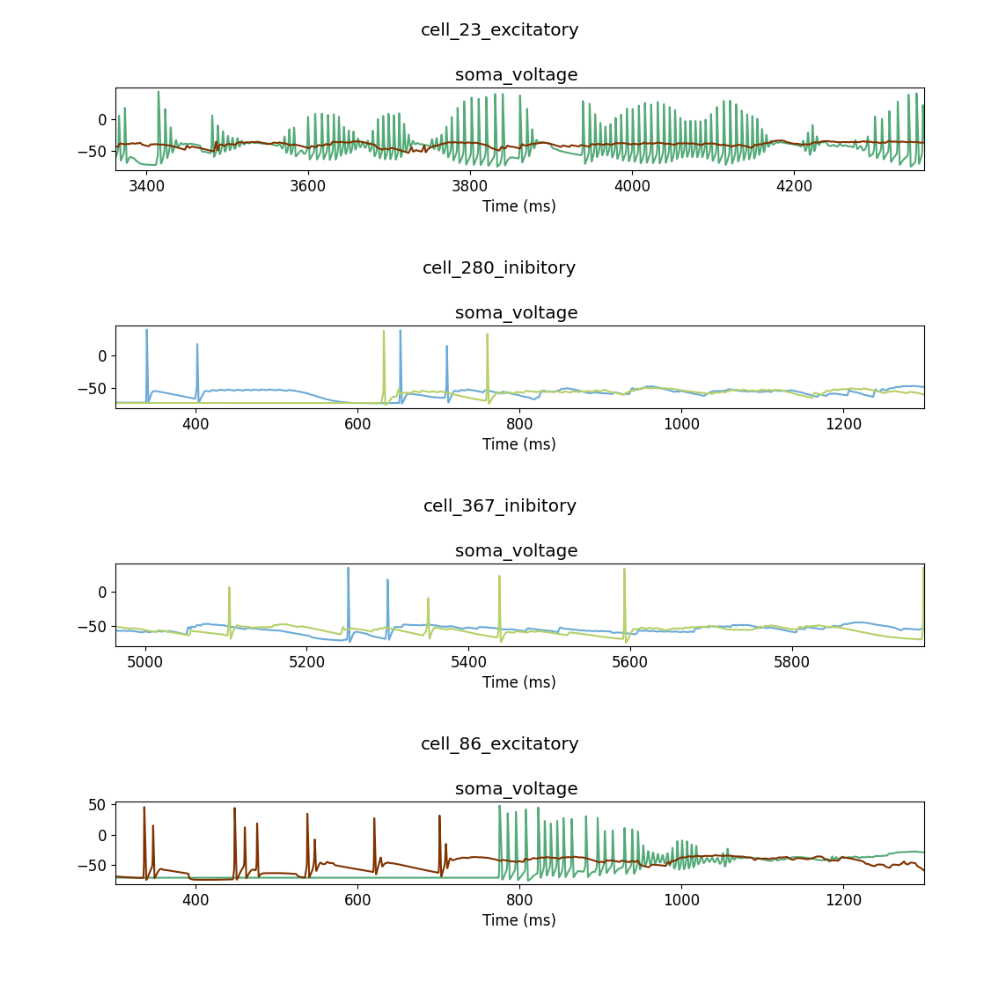 cell_23_excitatory
soma_voltage
0
−50
3400 3600 3800 4000 4200
Time (ms)
cell_280_inibitory
soma_voltage
0
−50
400 600 800 1000 1200
Time (ms)
cell_367_inibitory
soma_voltage
0
−50
5000 5200 5400 5600 5800
Time (ms)
cell_86_excitatory
soma_voltage
50
0
−50
400 600 800 1000 1200
Time (ms)